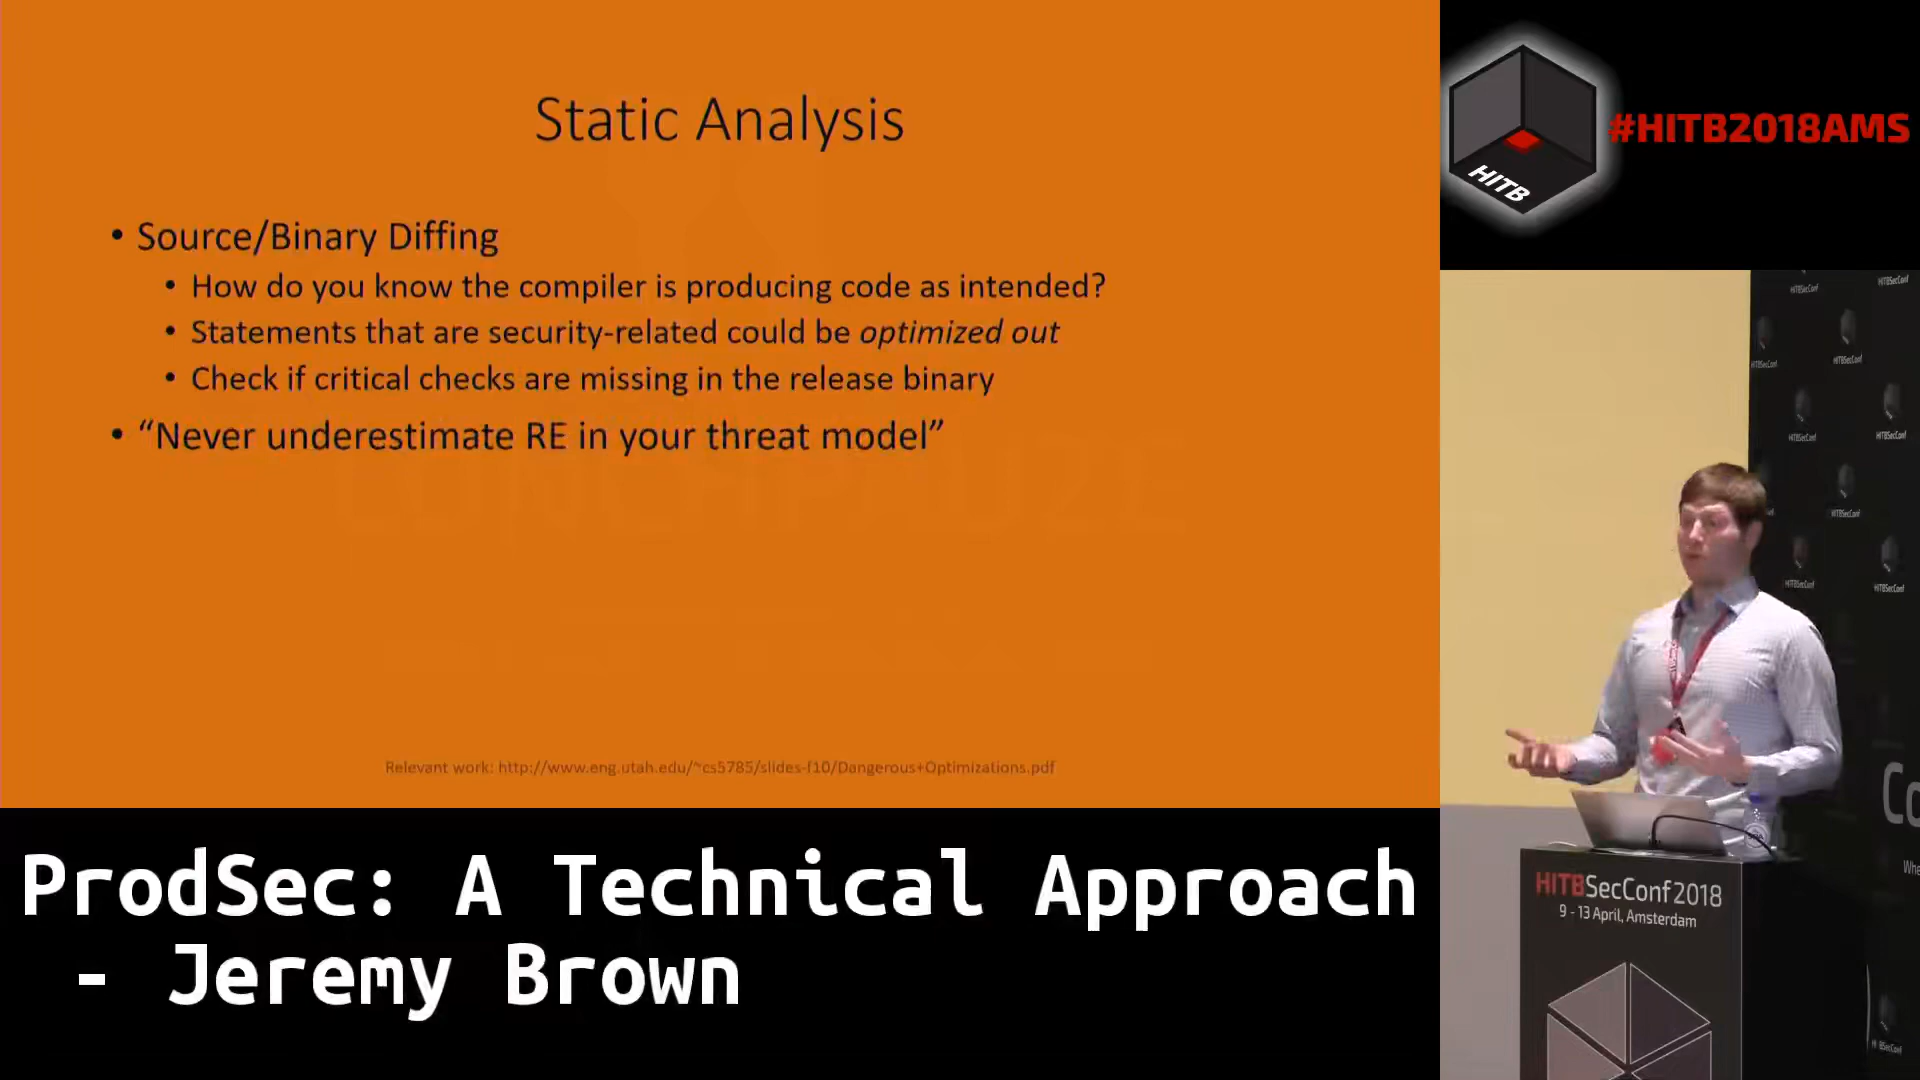 Static Analysis
• Source/Binary Diffing
• How do you know the compiler is producing code as intended?
• Statements that are security-related could be optimized out
• Check if critical checks are missing in the release binary
• “Never underestimate RE in your threat model”
Relevant work: http://www.eng.utah.edu/~cs5785/slides-f10/Dangerous+Optimizations.pdf
HITB
#HITB2018AMS
HITBSecConf2018
9 - 13 April, Amsterdam
ProdSec: A Technical Approach
- Jeremy Brown